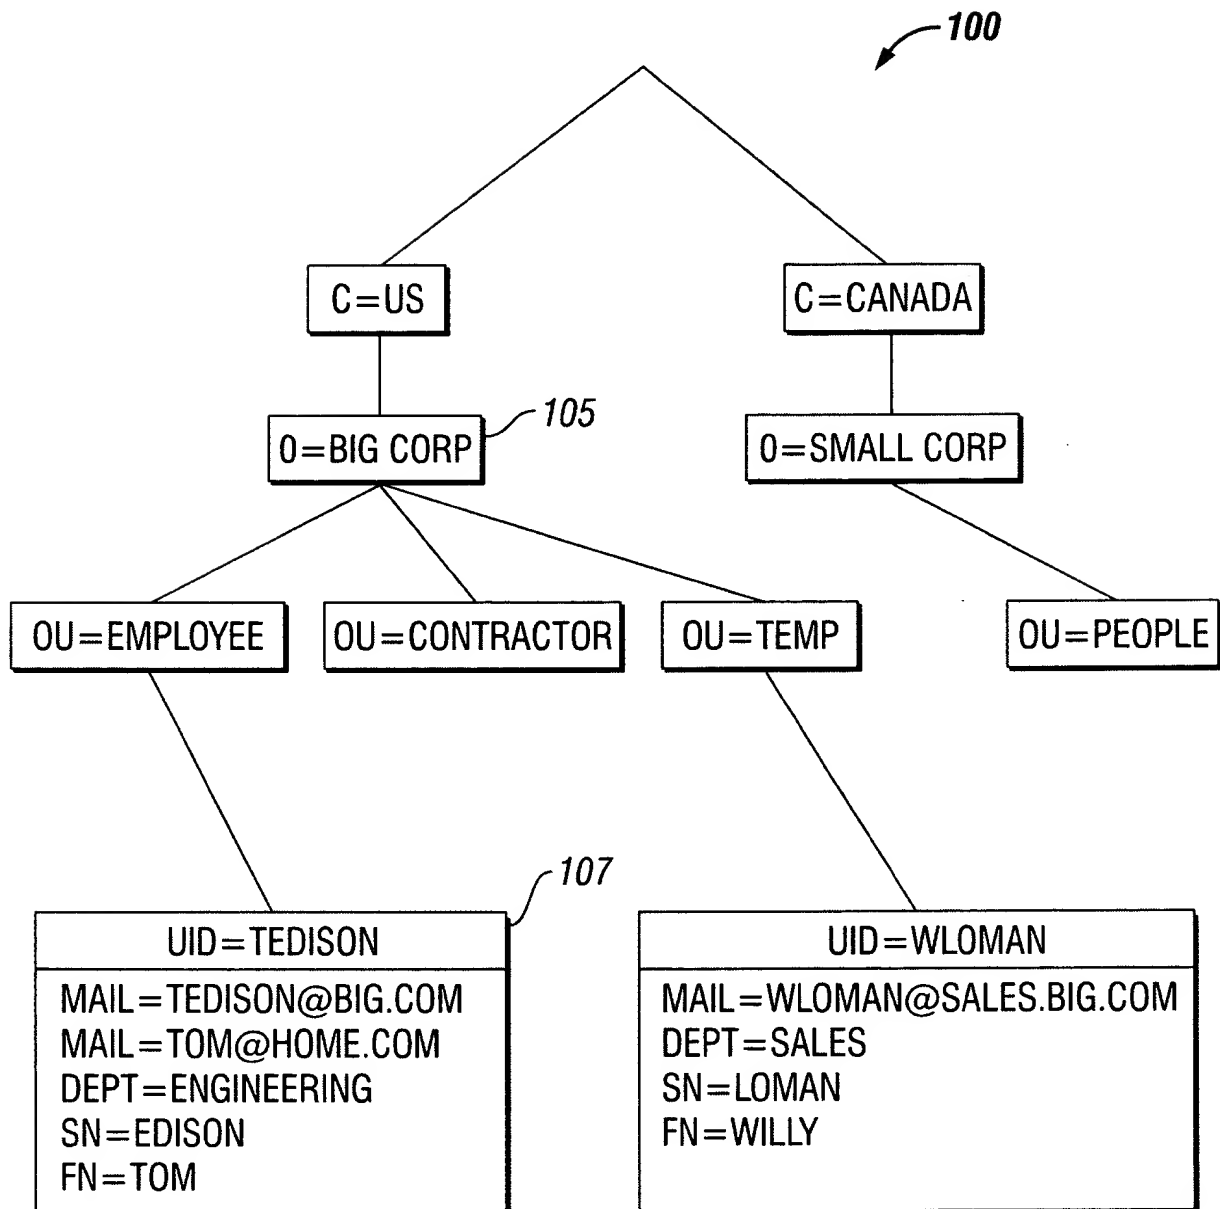 100
C=US
C=CANADA
105
0=BIG CORP
0=SMALL CORP
OU=EMPLOYEE
OU=CONTRACTOR
OU=TEMP
OU=PEOPLE
107
UID=TEDISON
MAIL=TEDISON@BIG.COM
MAIL=TOM@HOME.COM
DEPT=ENGINEERING
SN=EDISON
FN=TOM
UID=WLOMAN
MAIL=WLOMAN@SALES.BIG.COM
DEPT=SALES
SN=LOMAN
FN=WILLY